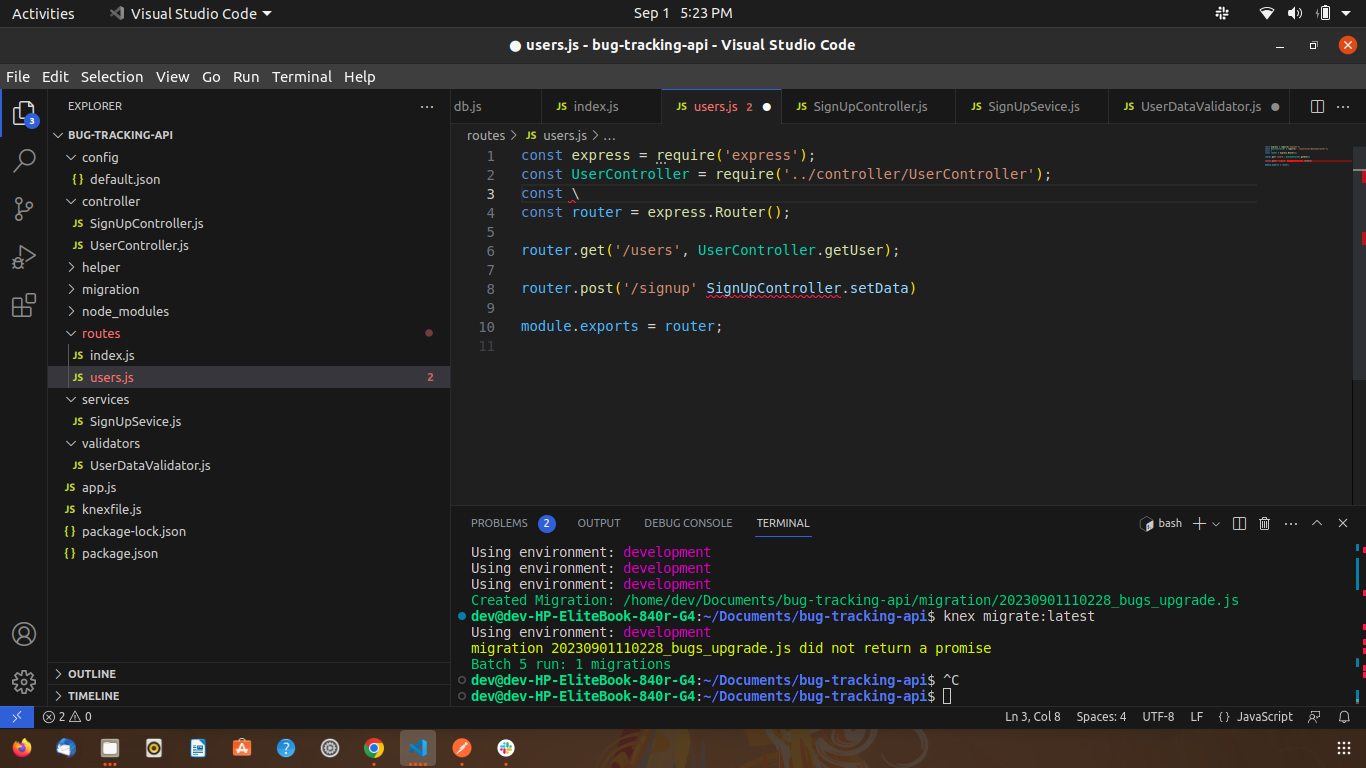 Activities
Visual Studio Code
Sep 1 5:23 PM
users.js - bug-tracking-api - Visual Studio Code
File Edit Selection View Go Run Terminal Help
3
EXPLORER
BUG-TRACKING-API
config
{} default.json
controller
JS SignUpController.js
JS UserController.js
helper
migration
node_modules
routes
JS index.js
JS users.js 2
services
JS SignUpSevice.js
validators
JS UserDataValidator.js
JS app.js
JS knexfile.js
{} package-lock.json
{} package.json
OUTLINE
TIMELINE
db.js
JS index.js
JS users.js 2
JS SignUpController.js
JS SignUpSevice.js
JS UserDataValidator.js
routes > JS users.js > ...
1 const express = require('express');
2 const UserController = require('../controller/UserController');
3 const \
4 const router = express.Router();
5
6 router.get('/users', UserController.getUser);
7
8 router.post('/signup' SignUpController.setData)
9
10 module.exports = router;
11
PROBLEMS 2 OUTPUT DEBUG CONSOLE TERMINAL
bash
Using environment: development
Using environment: development
Using environment: development
Created Migration: /home/dev/Documents/bug-tracking-api/migration/20230901110228_bugs_upgrade.js
dev@dev-HP-EliteBook-840r-G4:~/Documents/bug-tracking-api$ knex migrate:latest
Using environment: development
migration 20230901110228_bugs_upgrade.js did not return a promise
Batch 5 run: 1 migrations
dev@dev-HP-EliteBook-840r-G4:~/Documents/bug-tracking-api$ ^C
dev@dev-HP-EliteBook-840r-G4:~/Documents/bug-tracking-api$
2 0
Ln 3, Col 8 Spaces: 4 UTF-8 LF {} JavaScript